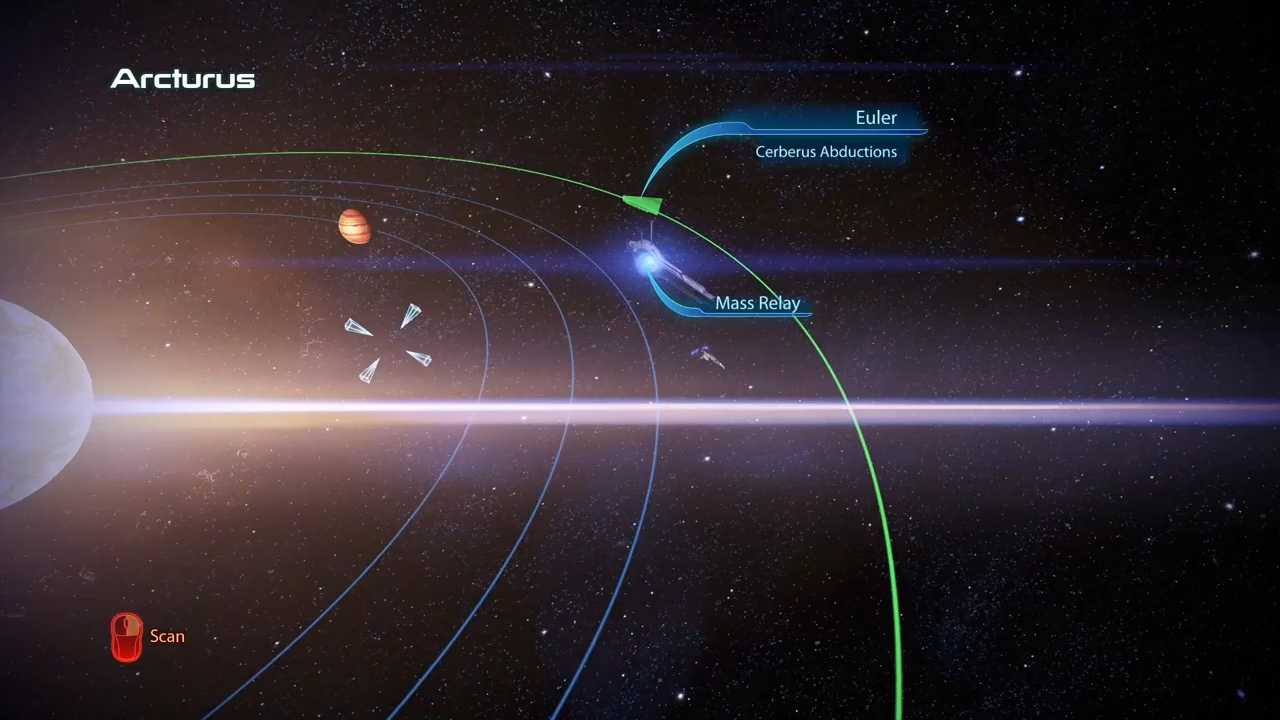 Arcturus
Euler
Cerberus Abductions
Mass Relay
Scan